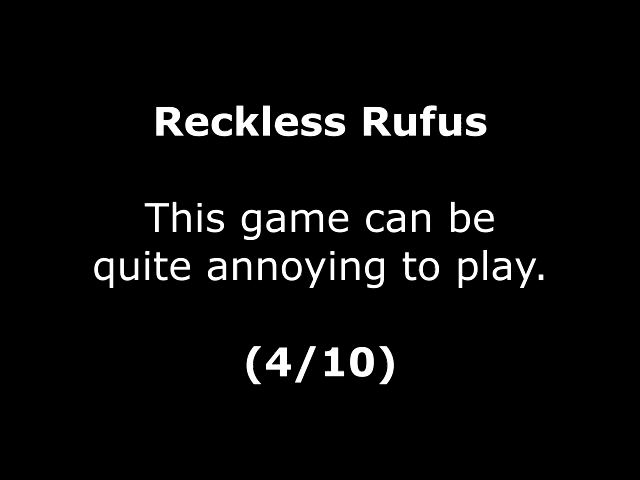 Reckless Rufus
This game can be
quite annoying to play.
(4/10)